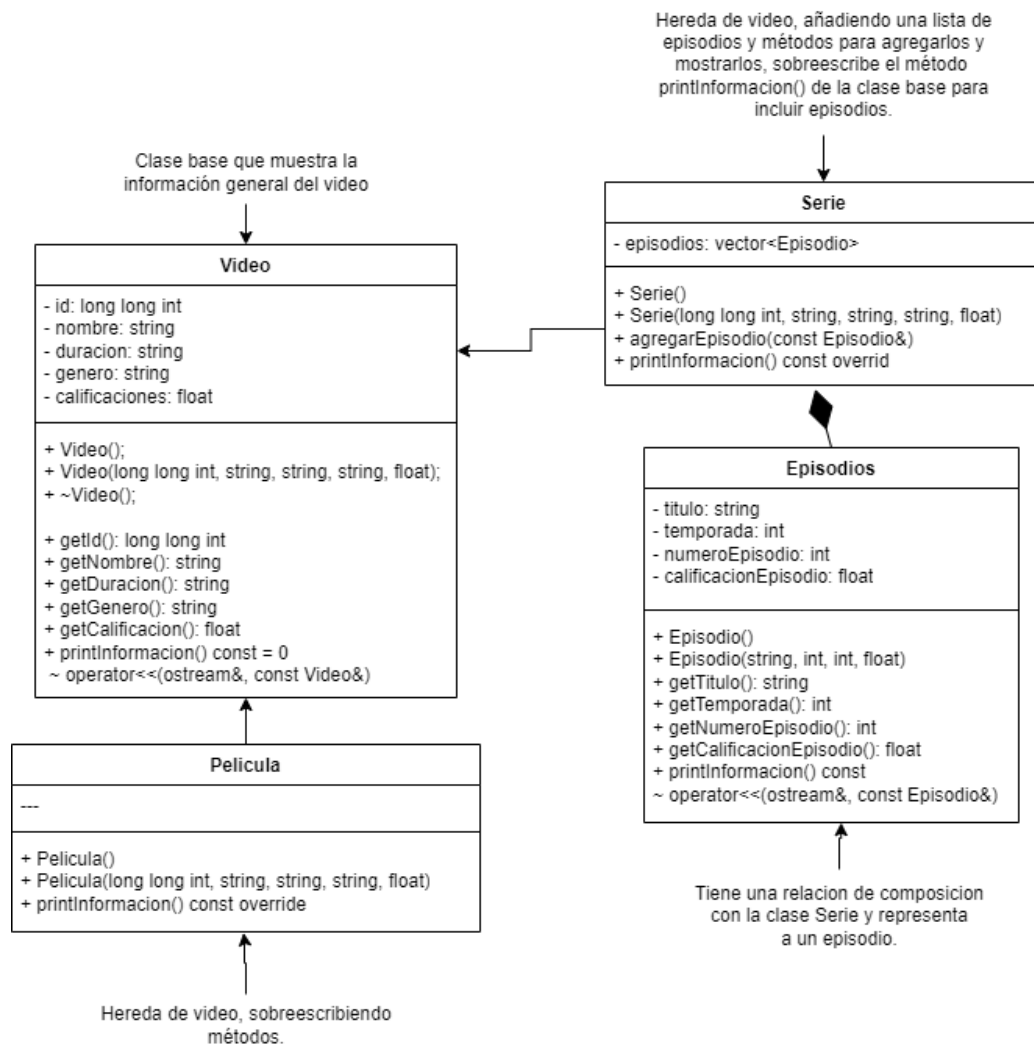 Hereda de video, añadiendo una lista de
episodios y métodos para agregarlos y
mostrarlos, sobreescribe el método
printInformacion() de la clase base para
incluir episodios.
Clase base que muestra la
información general del video
Serie
- episodios: vector<Episodio>
+ Serie()
+ Serie(long long int, string, string, string, float)
+ agregarEpisodio(const Episodio&)
+ printInformacion() const overrid
Video
- id: long long int
- nombre: string
- duracion: string
- genero: string
- calificaciones: float
+ Video();
+ Video(long long int, string, string, string, float);
+ ~Video();
+ getId(): long long int
+ getNombre(): string
+ getDuracion(): string
+ getGenero(): string
+ getCalificacion(): float
+ printInformacion() const = 0
~ operator<<(ostream&, const Video&)
Episodios
- titulo: string
- temporada: int
- numeroEpisodio: int
- calificacionEpisodio: float
+ Episodio()
+ Episodio(string, int, int, float)
+ getTitulo(): string
+ getTemporada(): int
+ getNumeroEpisodio(): int
+ getCalificacionEpisodio(): float
+ printInformacion() const
~ operator<<(ostream&, const Episodio&)
Pelicula
---
+ Pelicula()
+ Pelicula(long long int, string, string, string, float)
+ printInformacion() const override
Tiene una relacion de composicion
con la clase Serie y representa
a un episodio.
Hereda de video, sobreescribiendo
métodos.